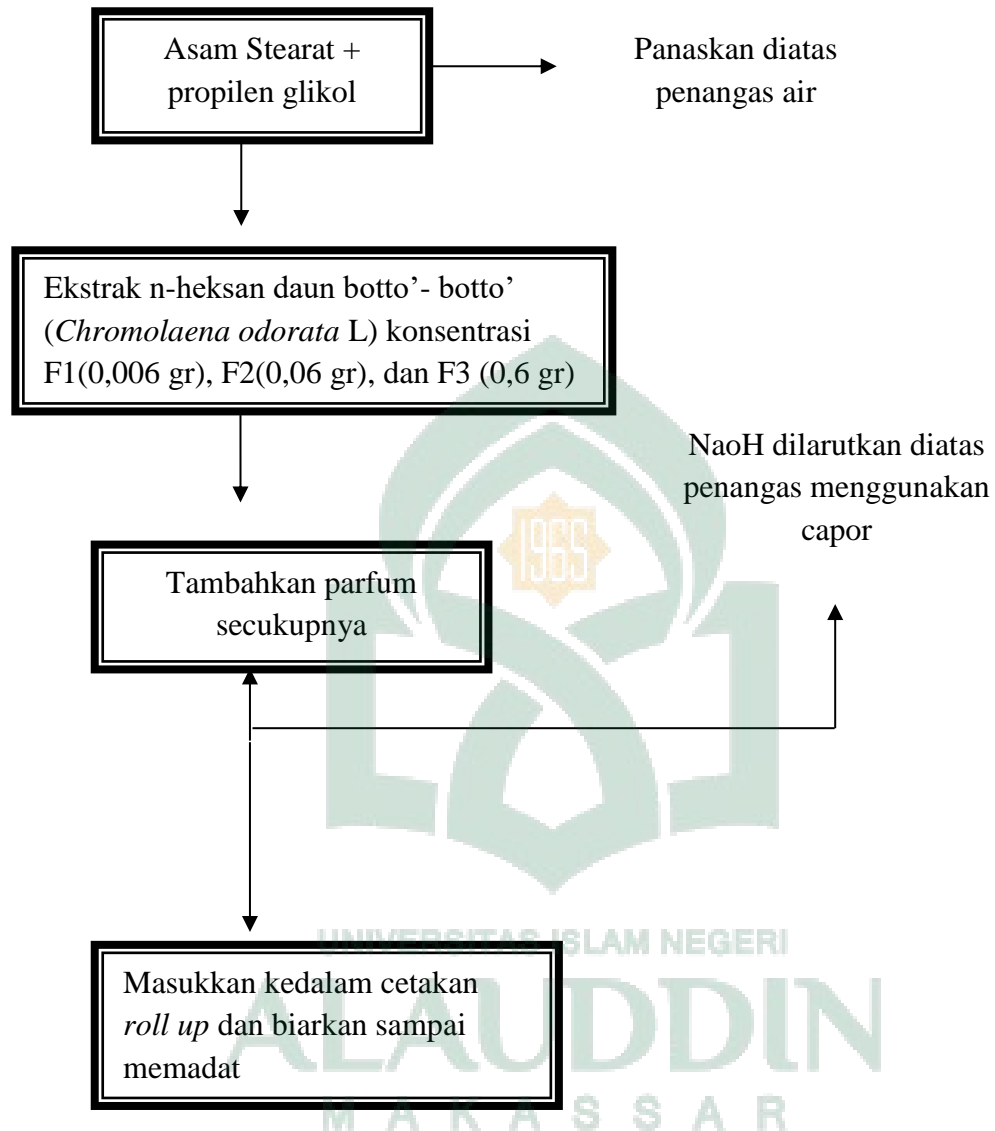 Asam Stearat +
propilen glikol
Panaskan diatas
penangas air
Ekstrak n-heksan daun botto’- botto’
(Chromolaena odorata L) konsentrasi
F1(0,006 gr), F2(0,06 gr), dan F3 (0,6 gr)
NaoH dilarutkan diatas
penangas menggunakan
capor
1965
Tambahkan parfum
secukupnya
UNIVERSITAS ISLAM NEGERI
Masukkan kedalam cetakan
roll up dan biarkan sampai
memadat
ALAUDDIN
MAKASSAR